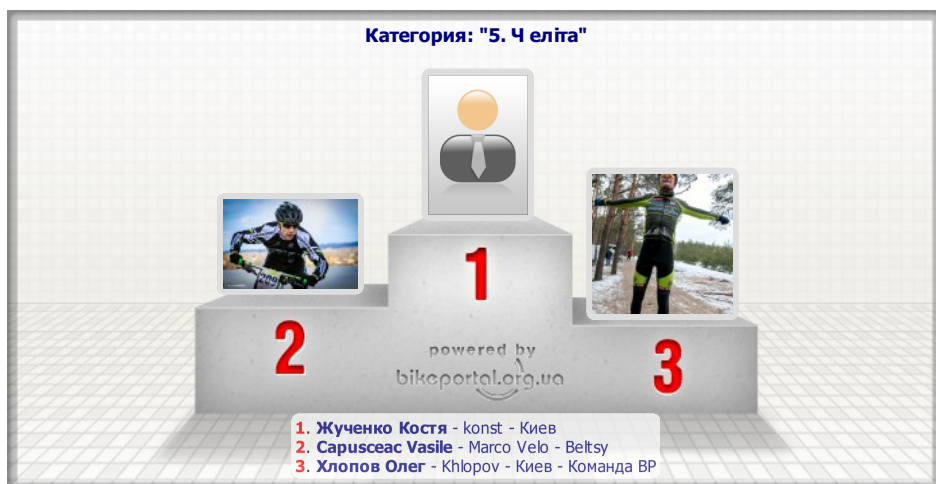 Категория: "5. Ч еліта"
1
2
3
powered by
bikeportal.org.ua
1. Жученко Костя - konst - Киев
2. Capusceac Vasile - Marco Velo - Beltsy
3. Хлопов Олег - Khlopov - Киев - Команда ВР